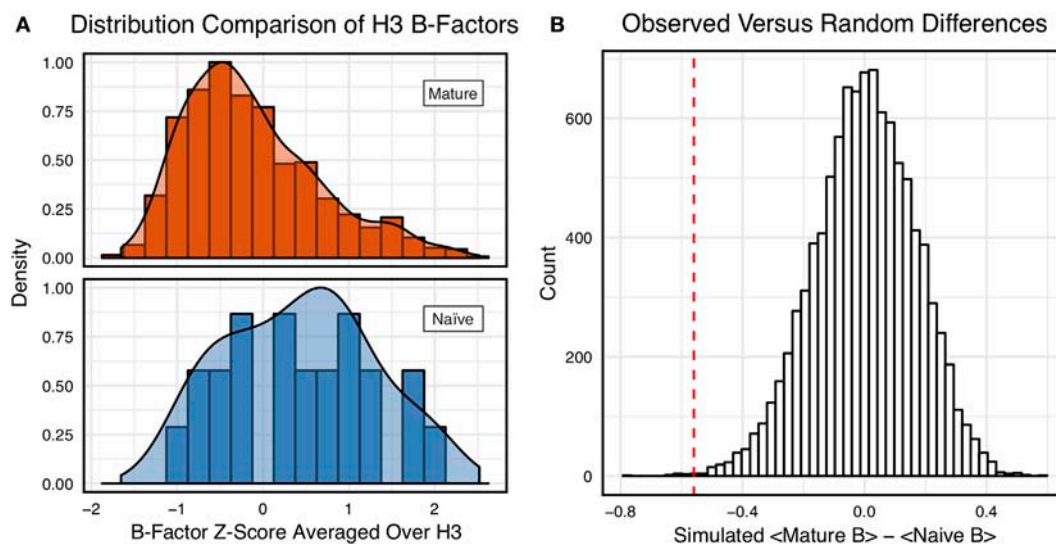 A Distribution Comparison of H3 B-Factors
1.00
0.75
0.50
0.25
0.00
Mature
Density
1.00
0.75
0.50
0.25
0.00
Naïve
−2 −1 0 1 2
B-Factor Z-Score Averaged Over H3
B Observed Versus Random Differences
Count
600
400
200
0
−0.8 −0.4 0.0 0.4
Simulated <Mature B> − <Naive B>